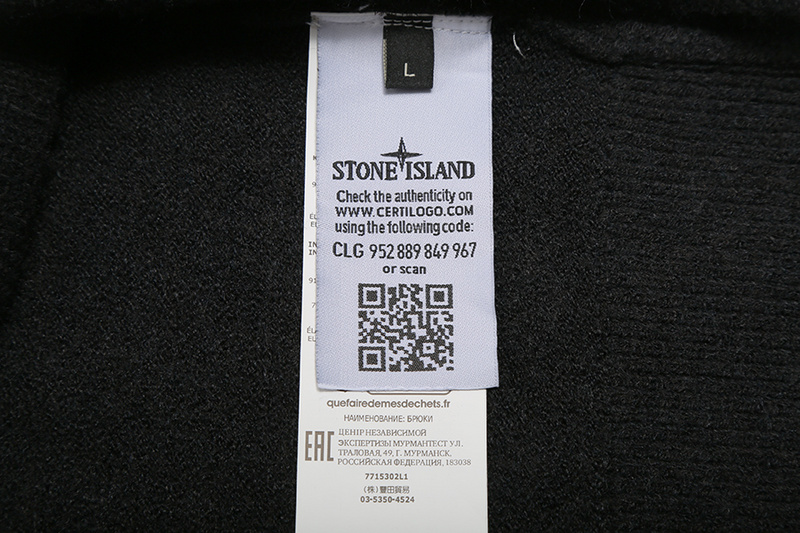 L
STONE ISLAND
Check the authenticity on
WWW.CERTILOGO.COM
using the following code:
CLG 952 889 849 967
or scan
quefairedemesdechets.fr
НАИМЕНОВАНИЕ: БРЮКИ
EAC
ЦЕНІР НЕЗАВИСИМОЙ
ЭКСПЕРТИЗЫ МУРМАНТЕСТ УЛ.
ТРАЛОВАЯ, 49, Г. МУРМАНСК,
РОССИЙСКАЯ ФЕДЕРАЦИЯ, 183038
7715302L1
(株) 豊田貿易
03-5350-4524